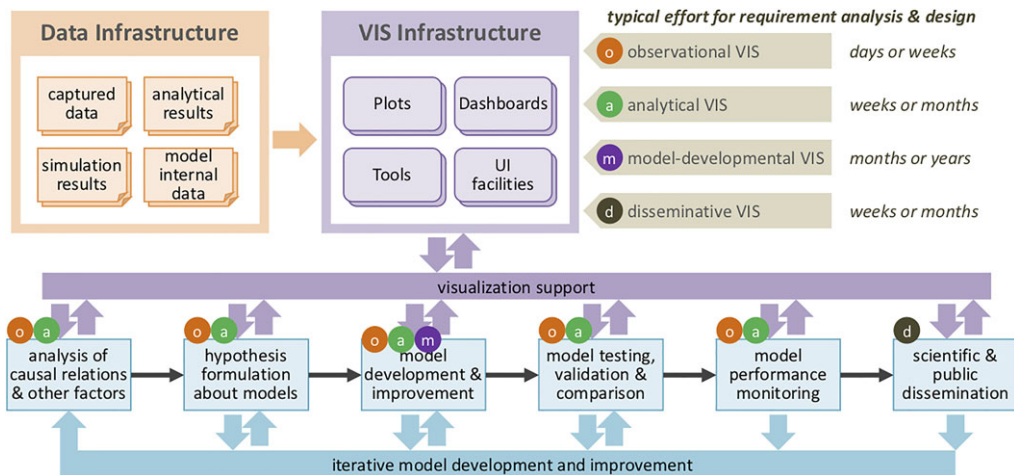 Data Infrastructure
captured
data
analytical
results
simulation
results
model
internal
data
VIS Infrastructure
Plots
Dashboards
Tools
UI
facilities
typical effort for requirement analysis & design
o observational VIS days or weeks
a analytical VIS weeks or months
m model-developmental VIS months or years
d disseminative VIS weeks or months
visualization support
o a
analysis of
causal relations
& other factors
o a
hypothesis
formulation
about models
o a m
model
development &
improvement
o a
model testing,
validation &
comparison
o a
model
performance
monitoring
d
scientific &
public
dissemination
iterative model development and improvement